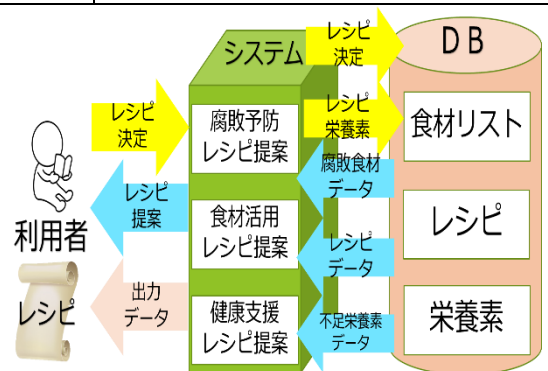 レシピ
決定
システム
DB
レシピ
決定
腐敗予防
レシピ提案
レシピ
栄養素
食材リスト
腐敗食材
データ
レシピ
提案
利用者
食材活用
レシピ提案
レシピ
データ
レシピ
レシピ
出力
データ
健康支援
レシピ提案
不足栄養素
データ
栄養素